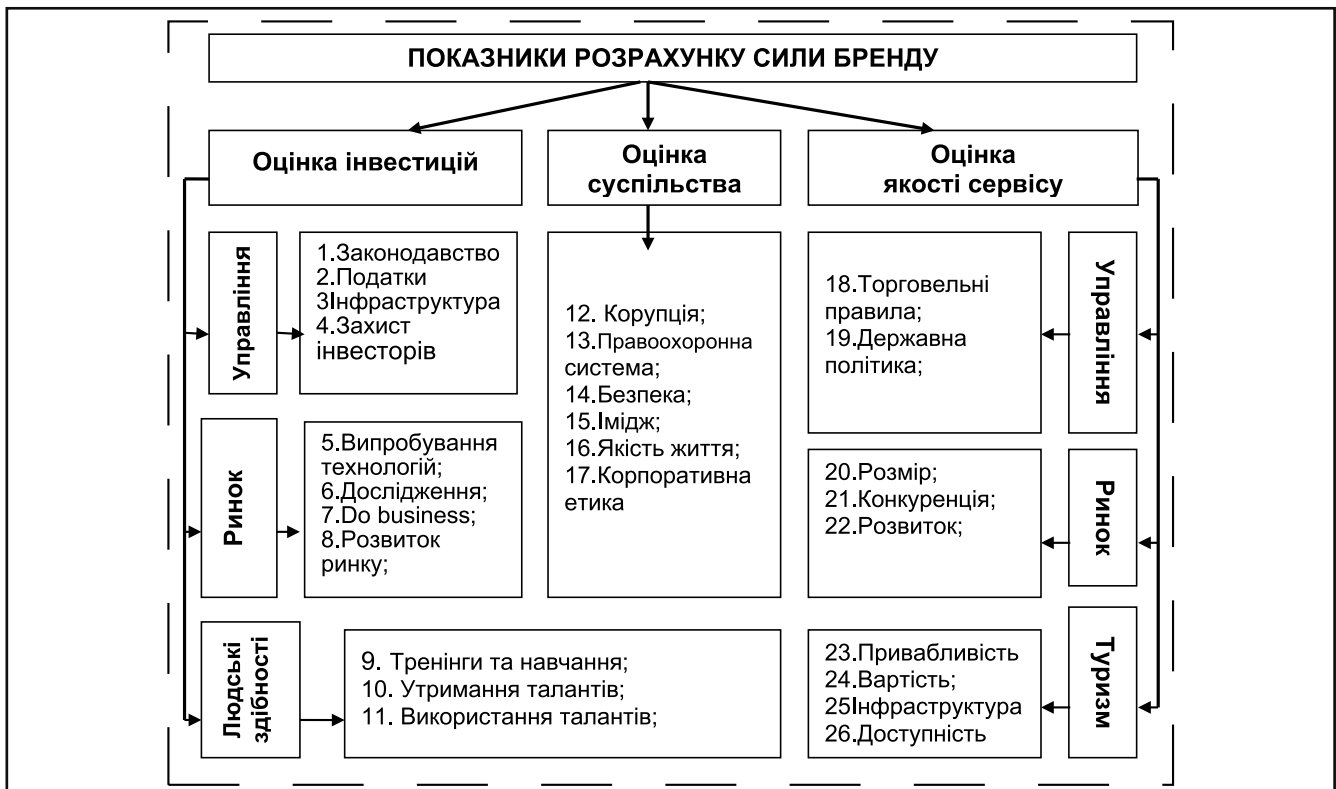 ПОКАЗНИКИ РОЗРАХУНКУ СИЛИ БРЕНДУ
Оцінка інвестицій
Оцінка
суспільства
Оцінка
якості сервісу
Управління
1.Законодавство
2.Податки
3Інфраструктура
4.Захист
інвесторів
Ринок
5.Випробування
технологій;
6.Дослідження;
7.Do business;
8.Розвиток
ринку;
Людські
здібності
9. Тренінги та навчання;
10. Утримання талантів;
11. Використання талантів;
12. Корупція;
13.Правоохоронна
система;
14.Безпека;
15.Імідж;
16.Якість життя;
17.Корпоративна
етика
18.Торговельні
правила;
19.Державна
політика;
Управління
20.Розмір;
21.Конкуренція;
22.Розвиток;
Ринок
23.Привабливість
24.Вартість;
25Інфраструктура
26.Доступність
Туризм